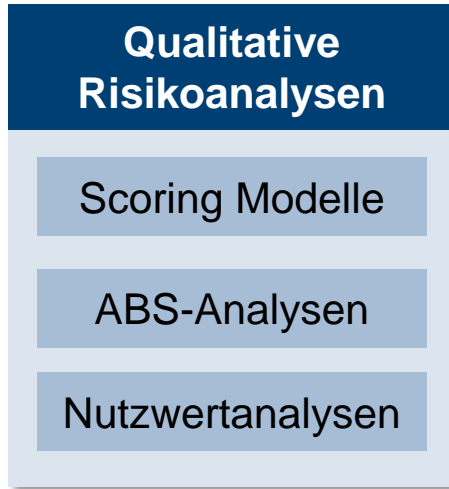 Qualitative
Risikoanalysen
Scoring Modelle
ABS-Analysen
Nutzwertanalysen